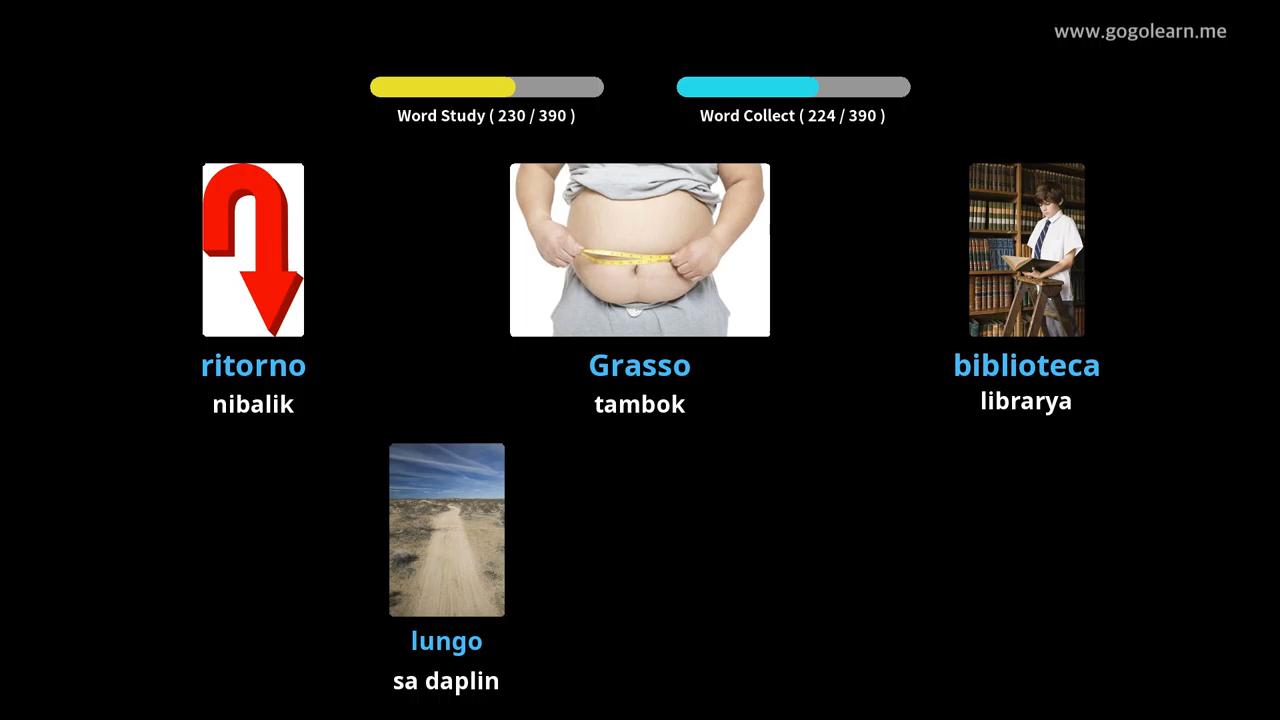 www.gogolearn.me
Word Study ( 230 / 390 )
Word Collect ( 224 / 390 )
ritorno
nibalik
Grasso
tambok
biblioteca
librarya
lungo
sa daplin